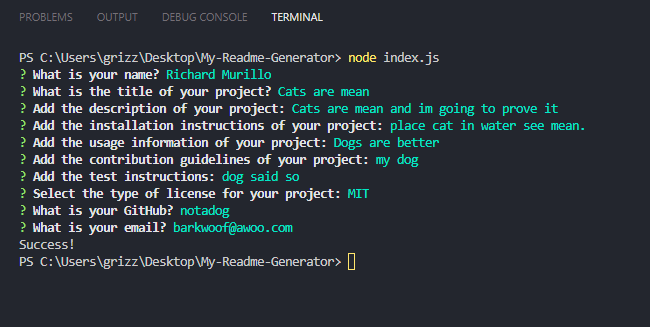 PROBLEMS OUTPUT DEBUG CONSOLE TERMINAL
PS C:\Users\grizz\Desktop\My-Readme-Generator> node index.js
? What is your name? Richard Murillo
? What is the title of your project? Cats are mean
? Add the description of your project: Cats are mean and im going to prove it
? Add the installation instructions of your project: place cat in water see mean.
? Add the usage information of your project: Dogs are better
? Add the contribution guidelines of your project: my dog
? Add the test instructions: dog said so
? Select the type of license for your project: MIT
? What is your GitHub? notadog
? What is your email? barkwoof@awoo.com
Success!
PS C:\Users\grizz\Desktop\My-Readme-Generator>